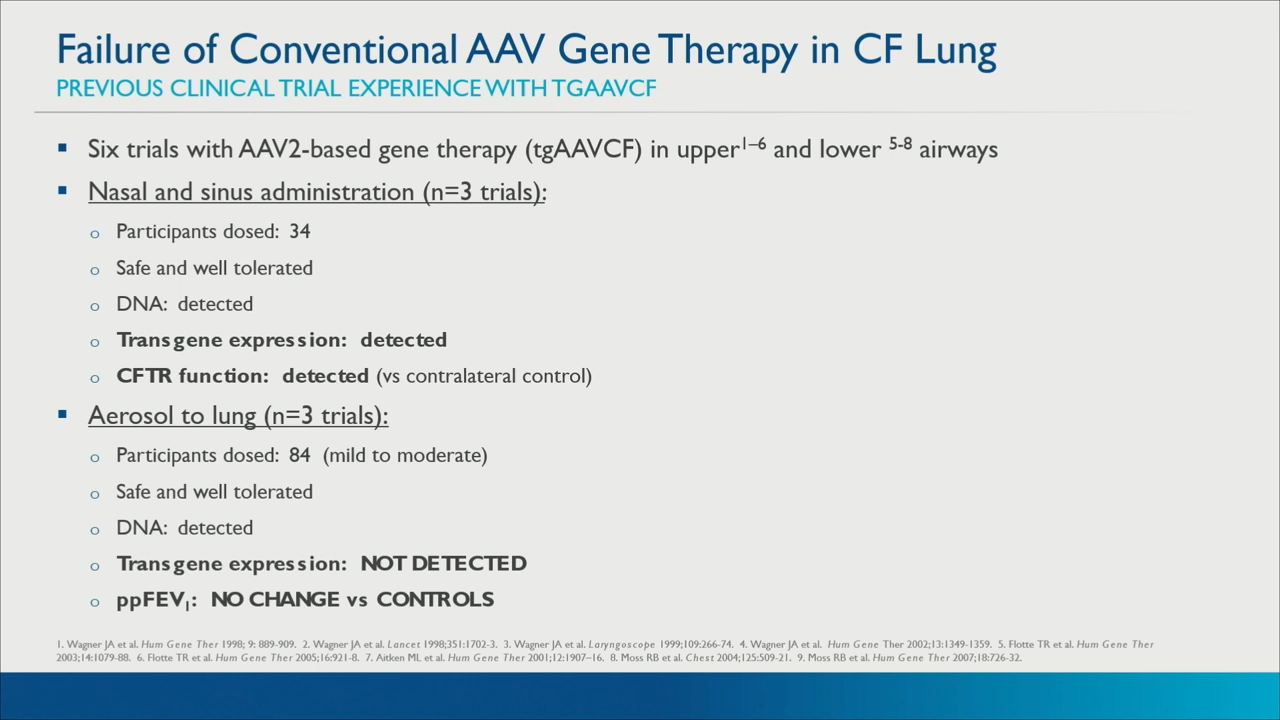 Failure of Conventional AAV Gene Therapy in CF Lung
PREVIOUS CLINICAL TRIAL EXPERIENCE WITH TGAAVCF
▪ Six trials with AAV2-based gene therapy (tgAAVCF) in upper¹⁻⁶ and lower ⁵⁻⁸ airways
▪ Nasal and sinus administration (n=3 trials):
o Participants dosed: 34
o Safe and well tolerated
o DNA: detected
o Transgene expression: detected
o CFTR function: detected (vs contralateral control)
▪ Aerosol to lung (n=3 trials):
o Participants dosed: 84 (mild to moderate)
o Safe and well tolerated
o DNA: detected
o Transgene expression: NOT DETECTED
o ppFEV₁: NO CHANGE vs CONTROLS
1. Wagner JA et al. Hum Gene Ther 1998; 9: 889-909. 2. Wagner JA et al. Lancet 1998;351:1702-3. 3. Wagner JA et al. Laryngoscope 1999;109:266-74. 4. Wagner JA et al. Hum Gene Ther 2002;13:1349-1359. 5. Flotte TR et al. Hum Gene Ther
2003;14:1079-88. 6. Flotte TR et al. Hum Gene Ther 2005;16:921-8. 7. Aitken ML et al. Hum Gene Ther 2001;12:1907–16. 8. Moss RB et al. Chest 2004;125:509-21. 9. Moss RB et al. Hum Gene Ther 2007;18:726-32.